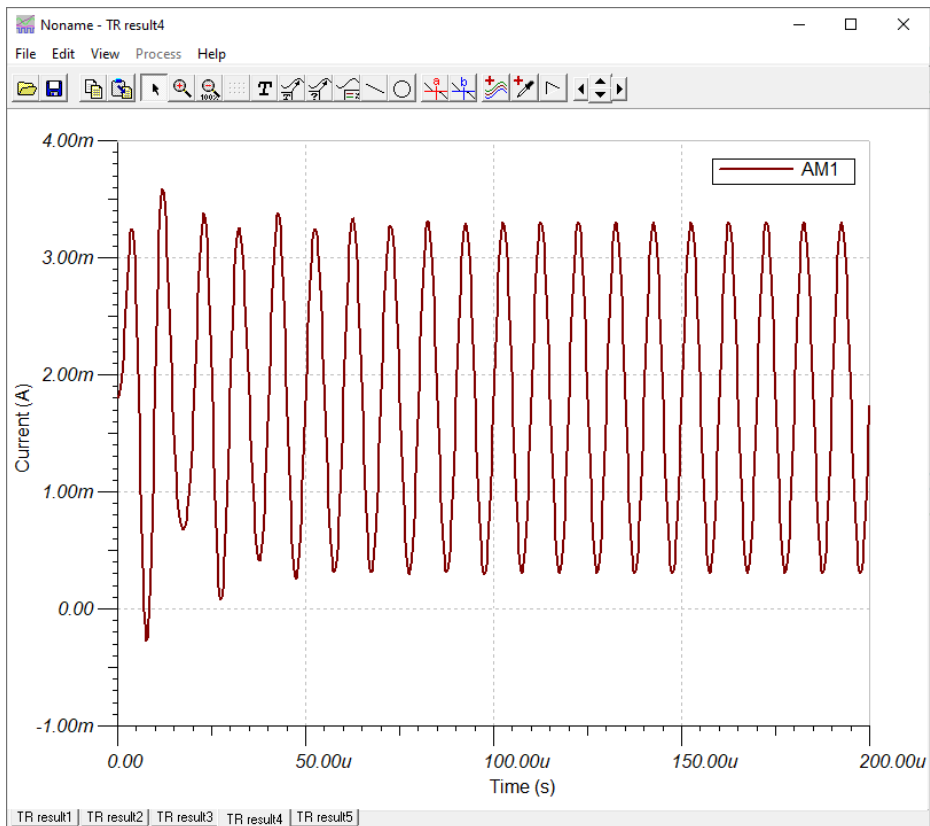 Noname - TR result4
File Edit View Process Help
T
100%
a
b
4.00m
AM1
3.00m
2.00m
Current (A)
1.00m
0.00
-1.00m
0.00 50.00u 100.00u 150.00u 200.00u
Time (s)
TR result1 TR result2 TR result3 TR result4 TR result5